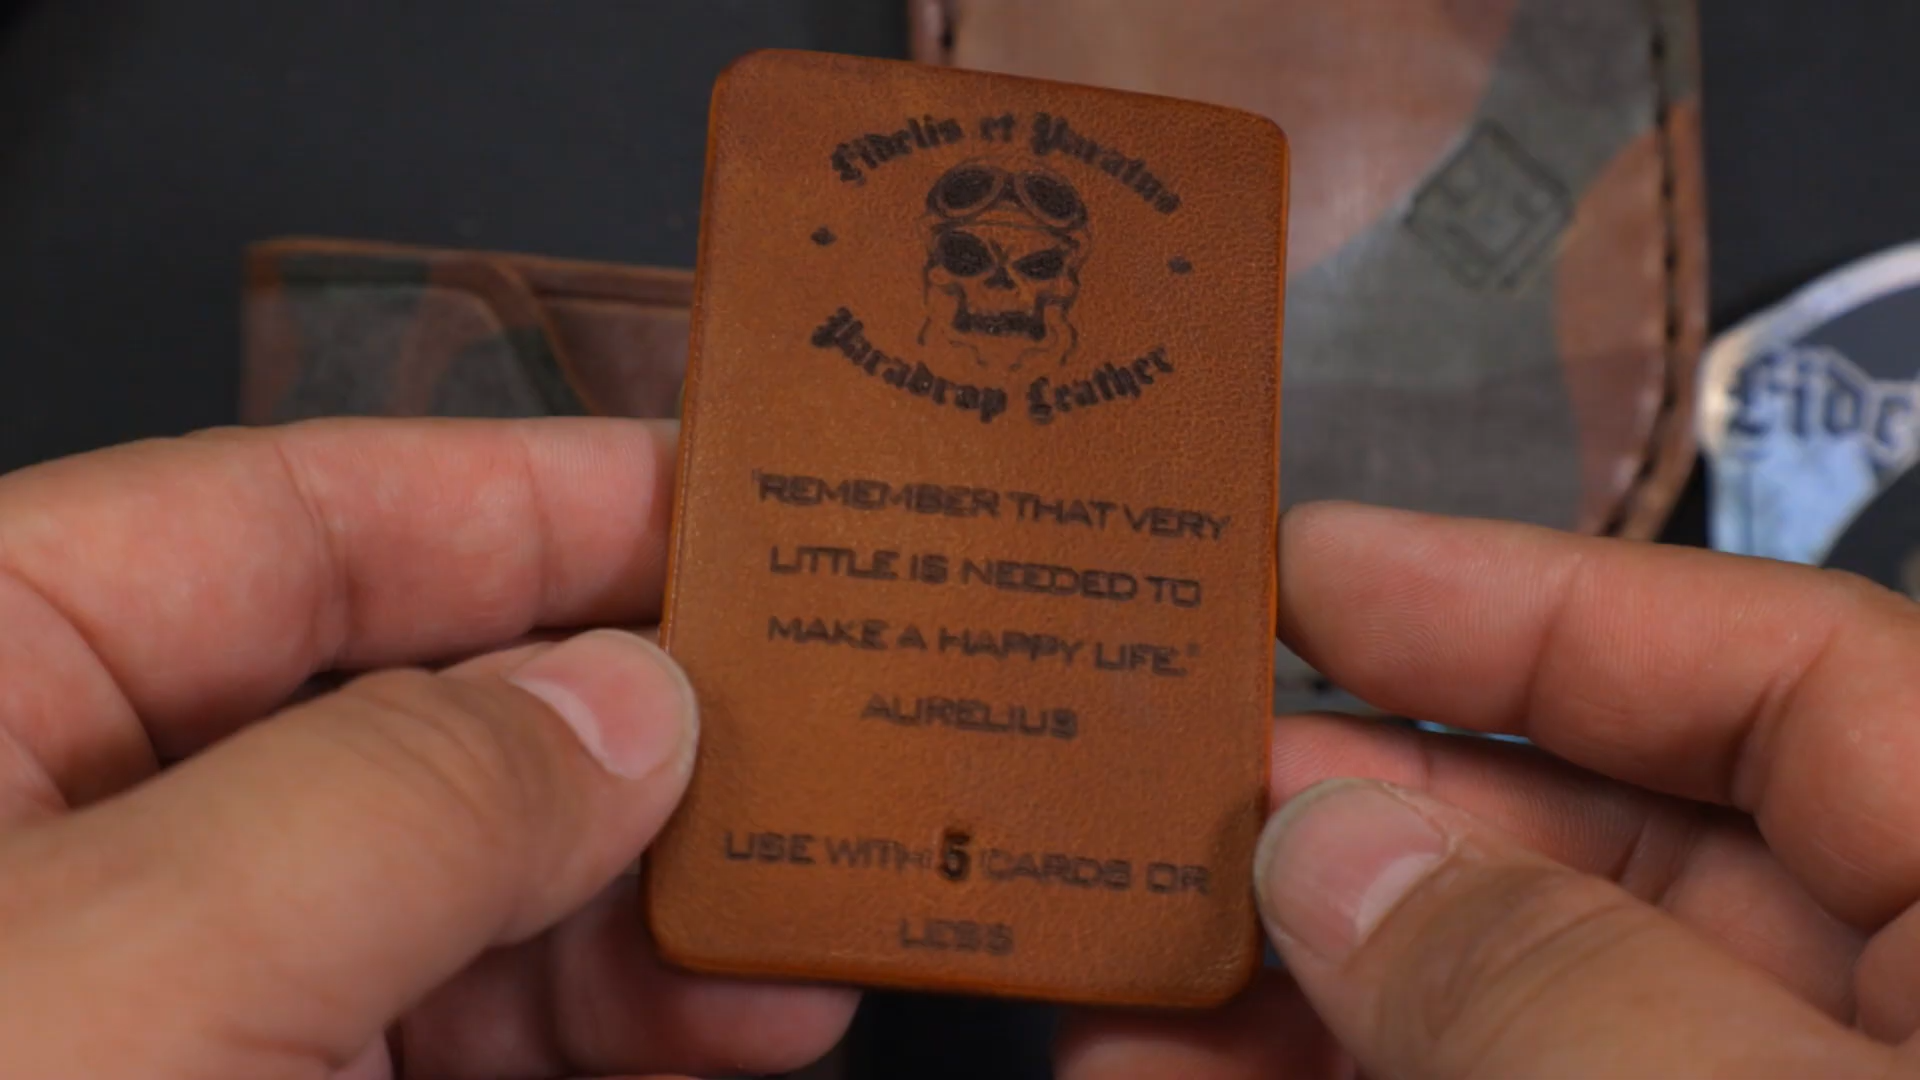 Fidelis et Paratus
Paradrop Leather
"REMEMBER THAT VERY
LITTLE IS NEEDED TO
MAKE A HAPPY LIFE."
AURELIUS
USE WITH 5 CARDS OR
LESS
Fide